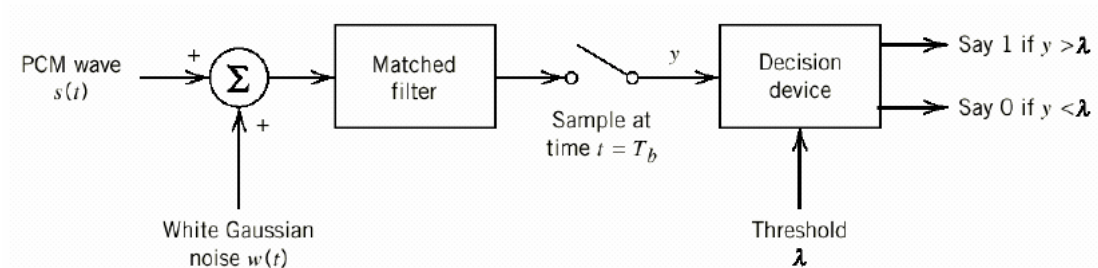 PCM wave
s(t)
+
Σ
+
White Gaussian
noise w(t)
Matched
filter
Sample at
time t = T_b
y
Decision
device
Say 1 if y >λ
Say 0 if y <λ
Threshold
λ